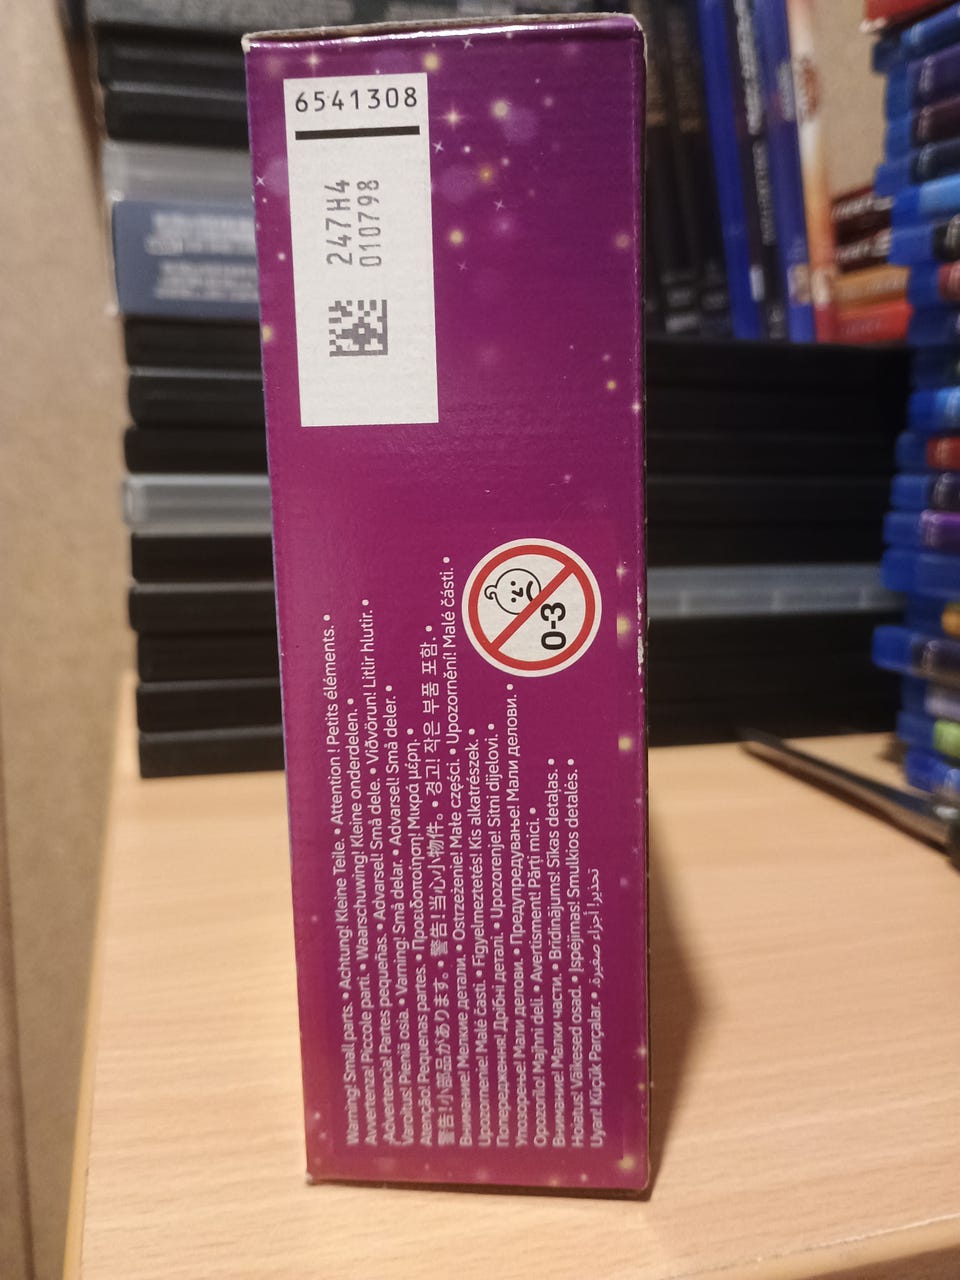 6541308
247H4
010798
0-3
Warning! Small parts. • Achtung! Kleine Teile. • Attention ! Petits éléments. •
Avvertenza! Piccole parti. • Waarschuwing! Kleine onderdelen. •
Advertencia! Partes pequeñas. • Advarsel! Små dele. • Viðvörun! Litlir hlutir. •
Varoitus! Pieniä osia. • Varning! Små delar. • Advarsel! Små deler. •
Atenção! Pequenas partes. • Προειδοποίηση! Μικρά μέρη. •
警告!小部品があります。• 警告!当心小物件。• 경고! 작은 부품 포함. •
Внимание! Мелкие детали. • Ostrzeżenie! Małe części. • Upozornění! Malé části. •
Upozornenie! Malé časti. • Figyelmeztetés! Kis alkatrészek. •
Попередження! Дрібні деталі. • Upozorenje! Sitni dijelovi. •
Упозорење! Мали делови. • Предупредување! Мали делови. •
Opozorilo! Majhni deli. • Avertisment! Părți mici. •
Внимание! Малки части. • Brīdinājums! Sīkas detaļas. •
Hoiatus! Väikesed osad. • Įspėjimas! Smulkios detalės. •
Uyarı! Küçük Parçalar. • تحذير! أجزاء صغيرة.